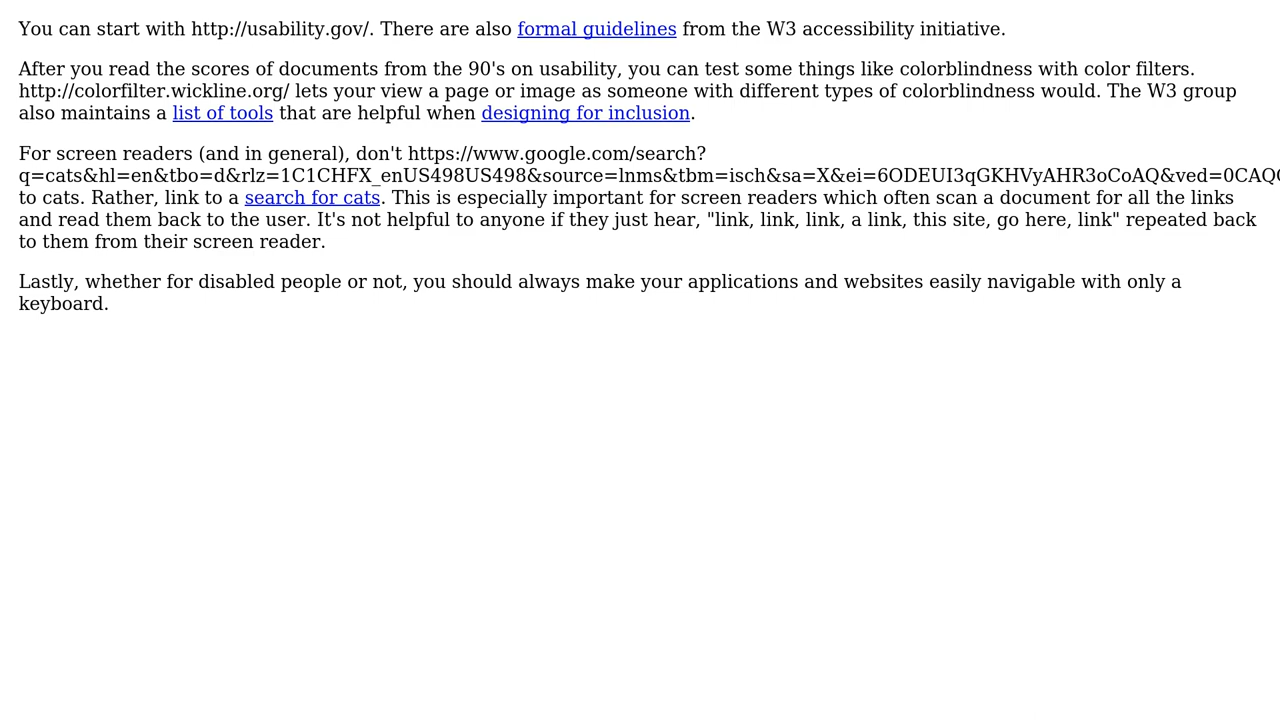 You can start with http://usability.gov/. There are also formal guidelines from the W3 accessibility initiative.
After you read the scores of documents from the 90's on usability, you can test some things like colorblindness with color filters.
http://colorfilter.wickline.org/ lets your view a page or image as someone with different types of colorblindness would. The W3 group
also maintains a list of tools that are helpful when designing for inclusion.
For screen readers (and in general), don't https://www.google.com/search?
q=cats&hl=en&tbo=d&rlz=1C1CHFX_enUS498US498&source=lnms&tbm=isch&sa=X&ei=6ODEUI3qGKHVyAHR3oCoAQ&ved=0CAQ
to cats. Rather, link to a search for cats. This is especially important for screen readers which often scan a document for all the links
and read them back to the user. It's not helpful to anyone if they just hear, "link, link, link, a link, this site, go here, link" repeated back
to them from their screen reader.
Lastly, whether for disabled people or not, you should always make your applications and websites easily navigable with only a
keyboard.